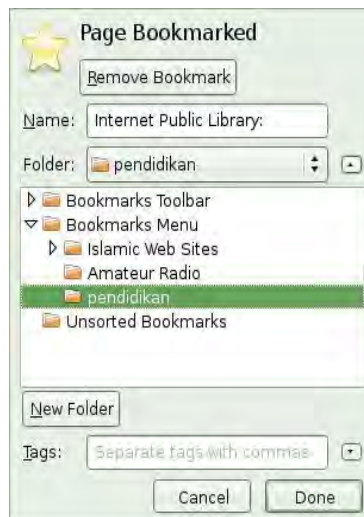 Page Bookmarked
Remove Bookmark
Name: Internet Public Library:
Folder: pendidikan
Bookmarks Toolbar
Bookmarks Menu
Islamic Web Sites
Amateur Radio
pendidikan
Unsorted Bookmarks
New Folder
Tags: Separate tags with commas
Cancel Done